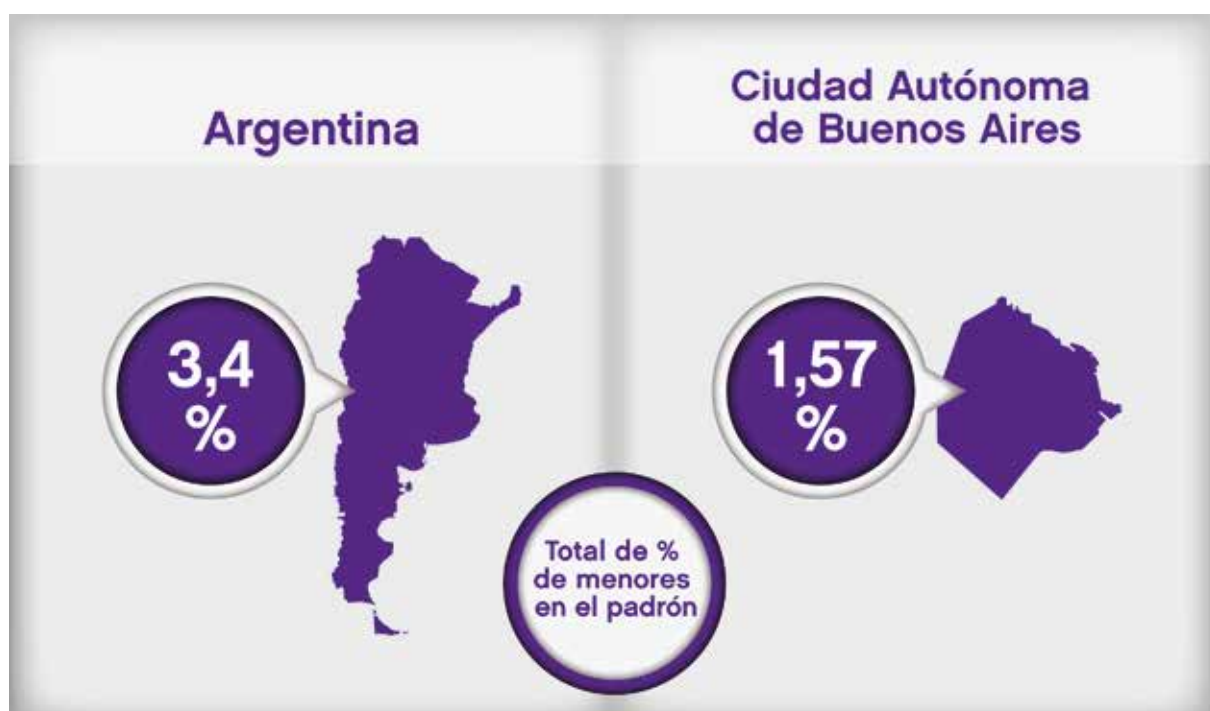 Argentina
Ciudad Autónoma
de Buenos Aires
3,4
%
1,57
%
Total de %
de menores
en el padrón